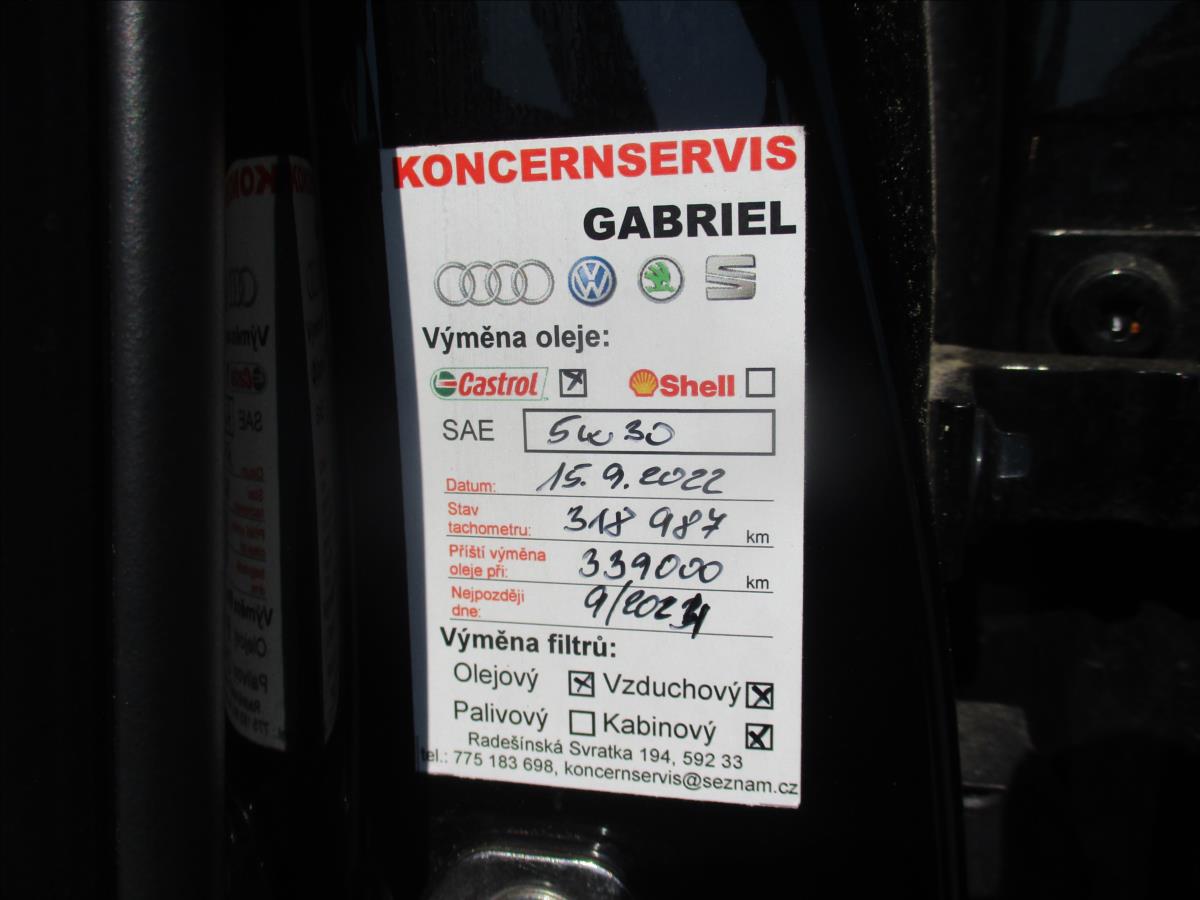 KONCERNSERVIS
GABRIEL
Výměna oleje:
Castrol Shell
SAE 5w30
Datum: 15.9.2022
Stav tachometru: 318 987 km
Příští výměna oleje při: 339000 km
Nejpozději dne: 9/2024
Výměna filtrů:
Olejový Vzduchový
Palivový Kabinový
Radešínská Svratka 194, 592 33
tel.: 775 183 698, koncernservis@seznam.cz